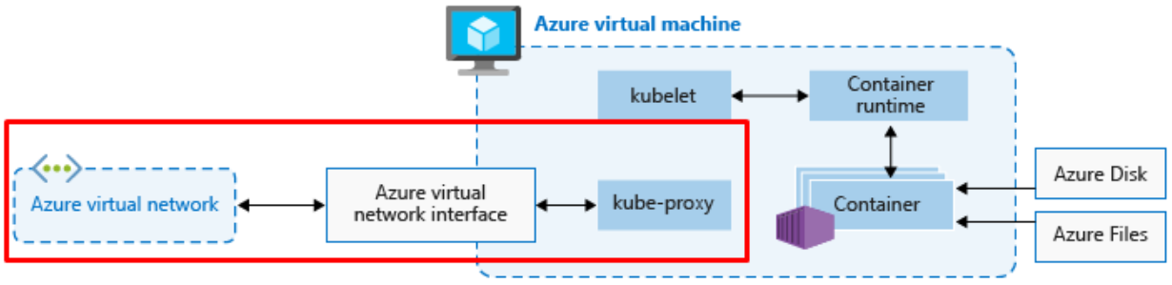 Azure virtual machine
kubelet
Container
runtime
Azure virtual network
Azure virtual
network interface
kube-proxy
Container
Azure Disk
Azure Files